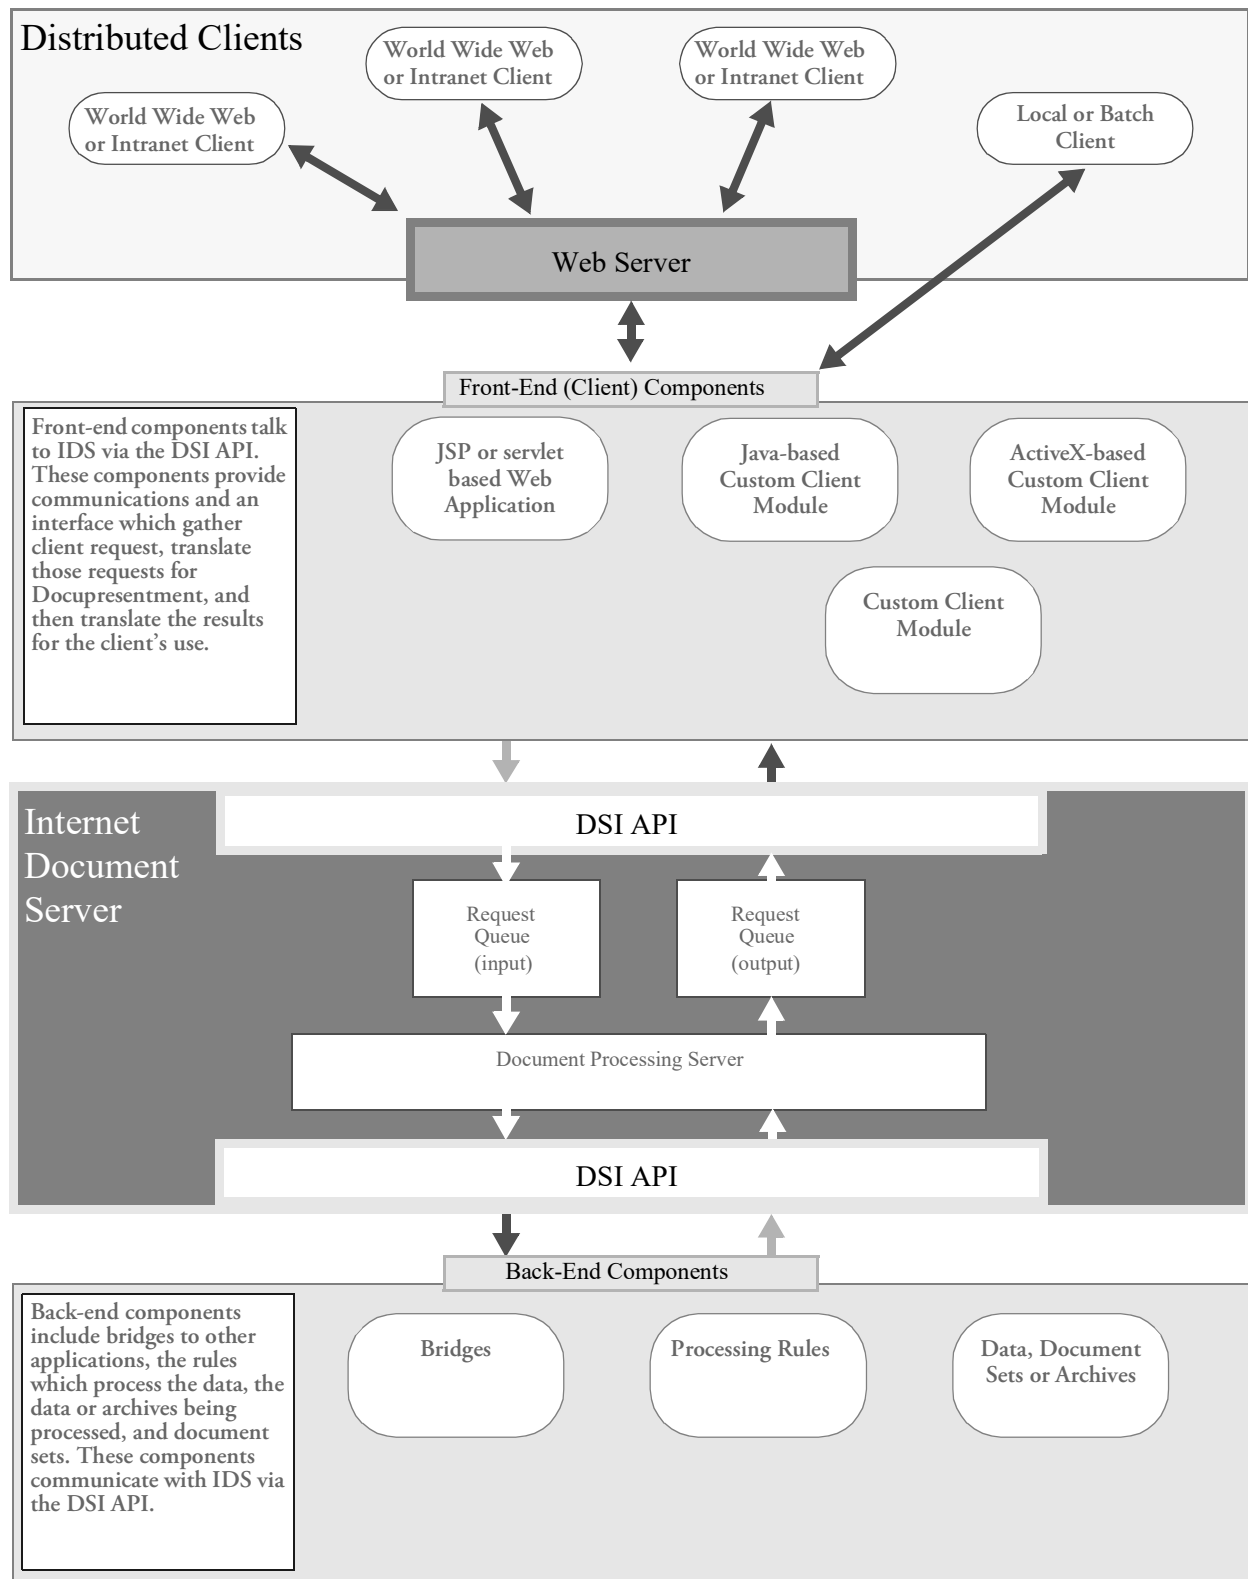 Distributed Clients
World Wide Web
or Intranet Client
World Wide Web
or Intranet Client
World Wide Web
or Intranet Client
Local or Batch
Client
Web Server
Front-End (Client) Components
Front-end components talk
to IDS via the DSI API.
These components provide
communications and an
interface which gather
client request, translate
those requests for
Docupresentment, and
then translate the results
for the client’s use.
JSP or servlet
based Web
Application
Java-based
Custom Client
Module
ActiveX-based
Custom Client
Module
Custom Client
Module
Internet
Document
Server
DSI API
Request
Queue
(input)
Request
Queue
(output)
Document Processing Server
DSI API
Back-End Components
Back-end components
include bridges to other
applications, the rules
which process the data, the
data or archives being
processed, and document
sets. These components
communicate with IDS via
the DSI API.
Bridges
Processing Rules
Data, Document
Sets or Archives